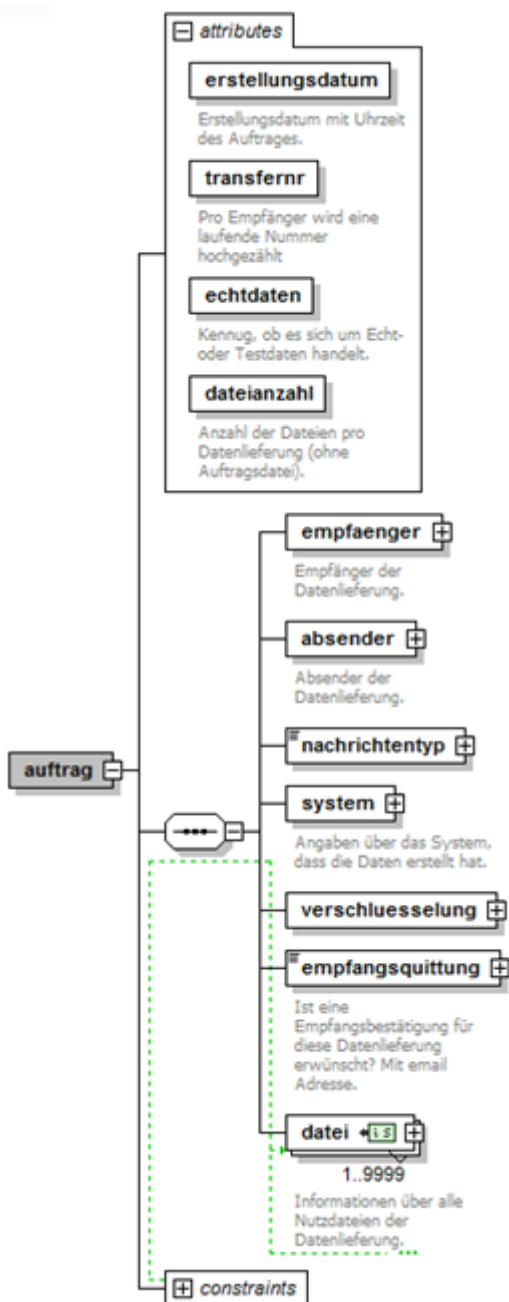 attributes
erstellungsdatum
Erstellungsdatum mit Uhrzeit
des Auftrages.
transfernr
Pro Empfänger wird eine
laufende Nummer
hochgezählt
echtdaten
Kennug, ob es sich um Echt-
oder Testdaten handelt.
dateianzahl
Anzahl der Dateien pro
Datenlieferung (ohne
Auftragsdatei).
empfaenger
Empfänger der
Datenlieferung.
absender
Absender der
Datenlieferung.
nachrichtentyp
auftrag
system
Angaben über das System,
dass die Daten erstellt hat.
verschluesselung
empfangsquittung
Ist eine
Empfangsbestätigung für
diese Datenlieferung
erwünscht? Mit email
Adresse.
datei
1..9999
Informationen über alle
Nutzdateien der
Datenlieferung.
constraints